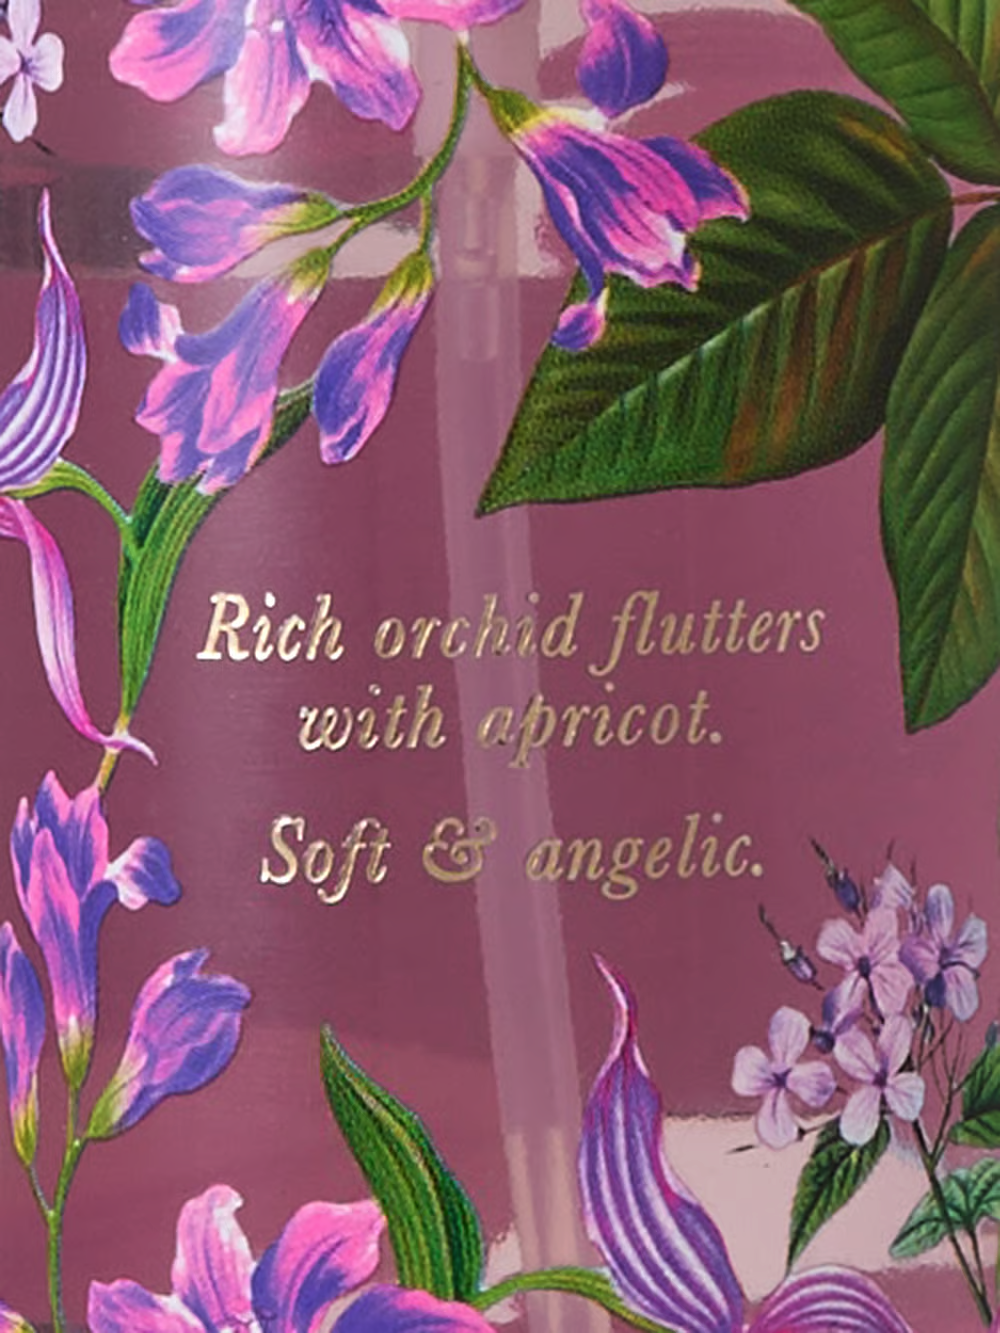 Rich orchid flutters
with apricot.
Soft & angelic.